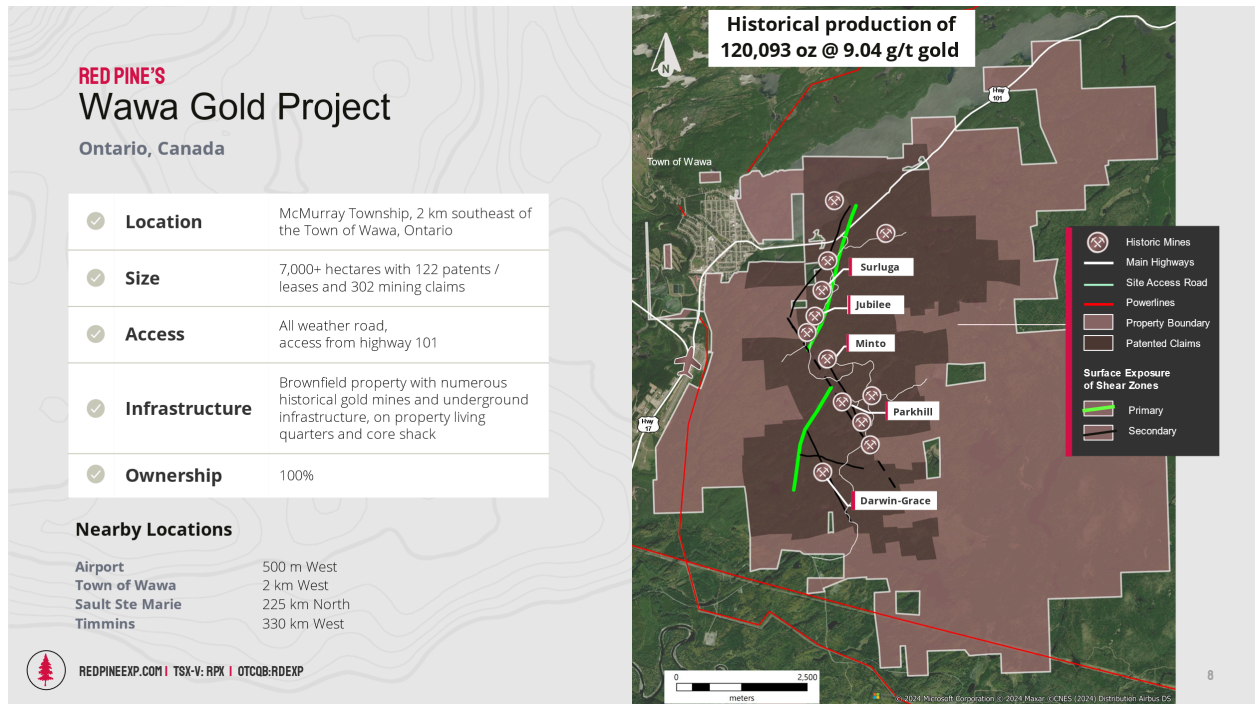 RED PINE'S
Wawa Gold Project
Ontario, Canada
Location
McMurray Township, 2 km southeast of
the Town of Wawa, Ontario
Size
7,000+ hectares with 122 patents /
leases and 302 mining claims
Access
All weather road,
access from highway 101
Infrastructure
Brownfield property with numerous
historical gold mines and underground
infrastructure, on property living
quarters and core shack
Ownership
100%
Nearby Locations
Airport
500 m West
Town of Wawa
2 km West
Sault Ste Marie
225 km North
Timmins
330 km West
REDPINEEXP.COM I TSX-V: RPX I OTCQB:RDEXP
Historical production of
120,093 oz @ 9.04 g/t gold
N
Hwy
101
Town of Wawa
Surluga
Jubilee
Minto
Parkhill
Darwin-Grace
Hwy
17
Historic Mines
Main Highways
Site Access Road
Powerlines
Property Boundary
Patented Claims
Surface Exposure
of Shear Zones
Primary
Secondary
0
2,500
meters
© 2024 Microsoft Corporation © 2024 Maxar ©CNES (2024) Distribution Airbus DS
8